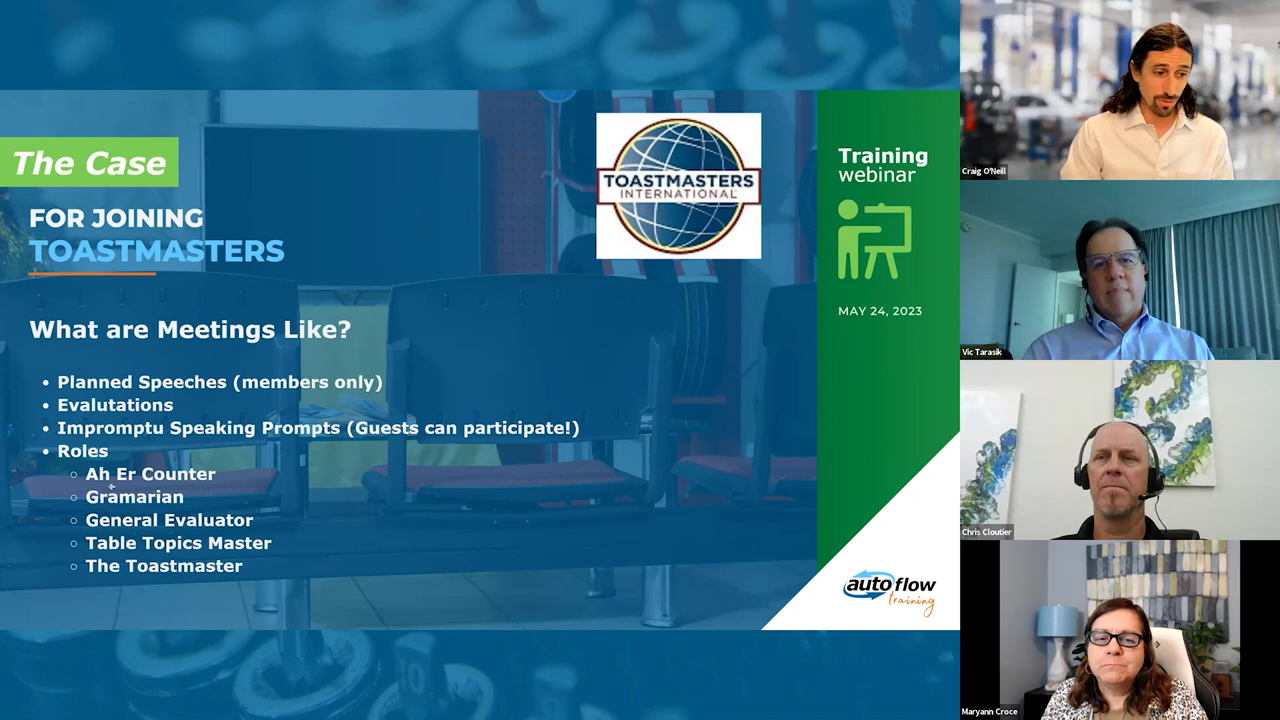 The Case
FOR JOINING
TOASTMASTERS
What are Meetings Like?
• Planned Speeches (members only)
• Evalutations
• Impromptu Speaking Prompts (Guests can participate!)
• Roles
◦ Ah Er Counter
◦ Gramarian
◦ General Evaluator
◦ Table Topics Master
◦ The Toastmaster
TOASTMASTERS
INTERNATIONAL
Training
webinar
MAY 24, 2023
autoflow
training
Craig O'Neill
Vic Tarasik
Chris Cloutier
Maryann Croce